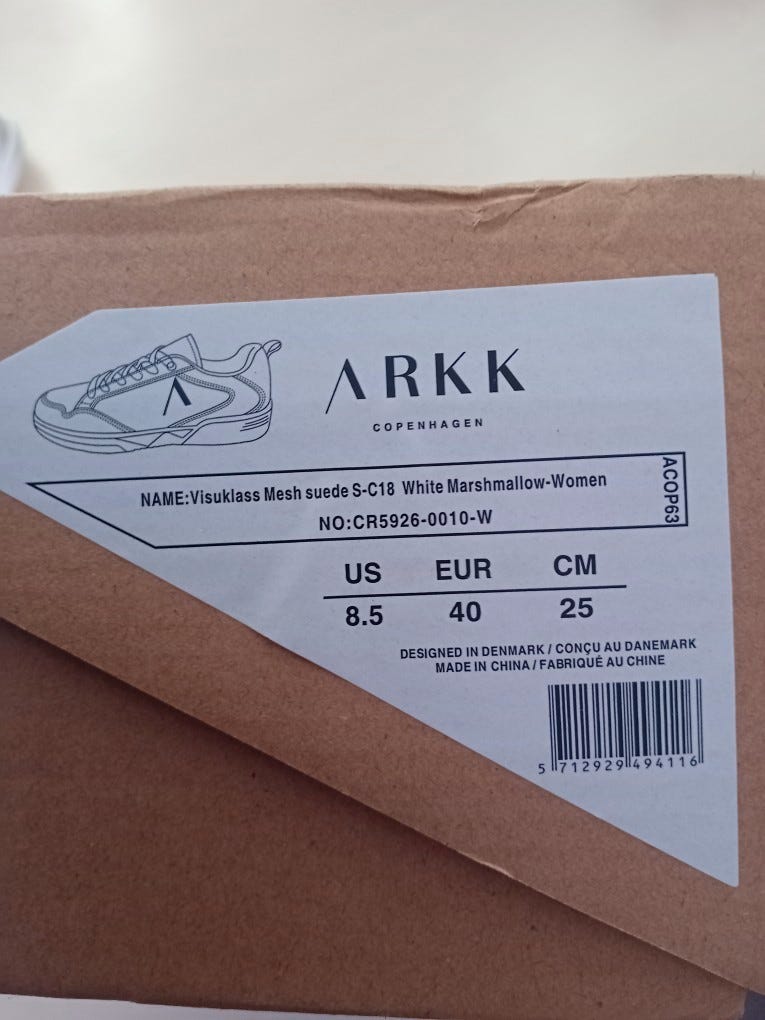 ARKK
COPENHAGEN
NAME:Visuklass Mesh suede S-C18 White Marshmallow-Women
NO:CR5926-0010-W
ACOP63
US EUR CM
8.5 40 25
DESIGNED IN DENMARK / CONÇU AU DANEMARK
MADE IN CHINA / FABRIQUÉ AU CHINE
5 712929 494116